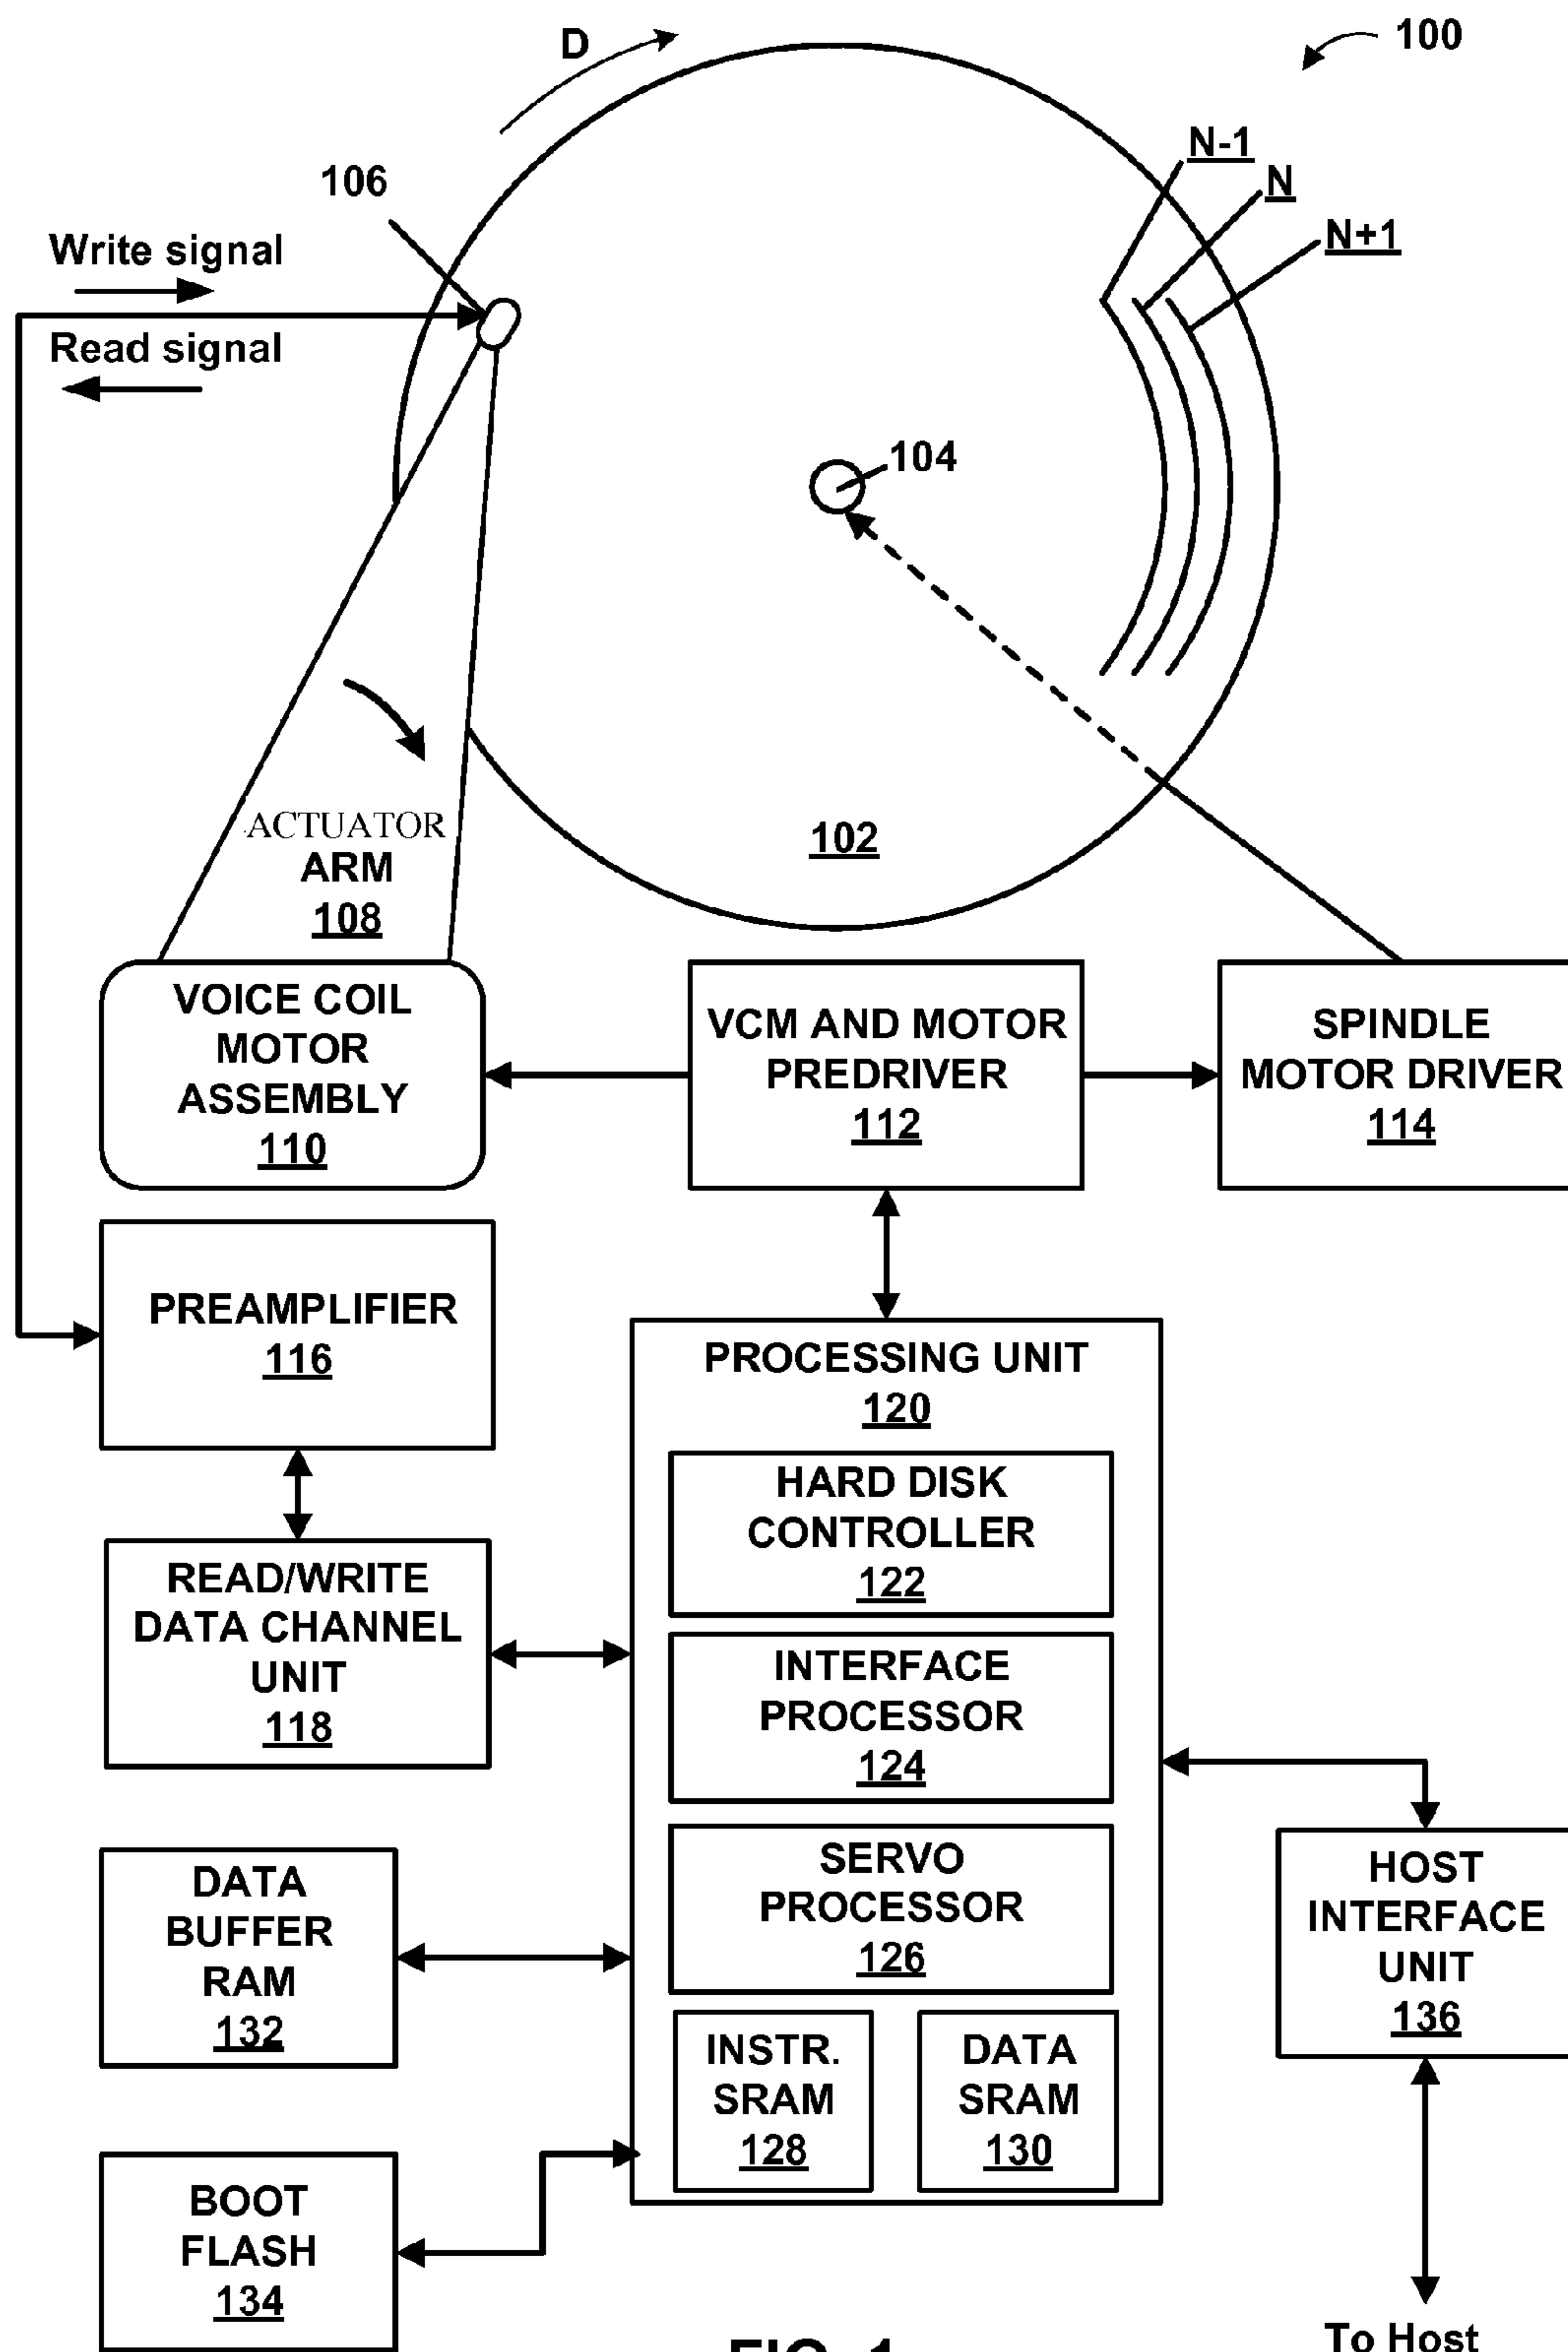 D
100
N-1
N
N+1
106
Write signal
Read signal
104
102
ACTUATOR
ARM
108
VOICE COIL
MOTOR
ASSEMBLY
110
VCM AND MOTOR
PREDRIVER
112
SPINDLE
MOTOR DRIVER
114
PREAMPLIFIER
116
READ/WRITE
DATA CHANNEL
UNIT
118
PROCESSING UNIT
120
HARD DISK
CONTROLLER
122
INTERFACE
PROCESSOR
124
SERVO
PROCESSOR
126
INSTR.
SRAM
128
DATA
SRAM
130
DATA
BUFFER
RAM
132
BOOT
FLASH
134
HOST
INTERFACE
UNIT
136
To Host
FIG. 1